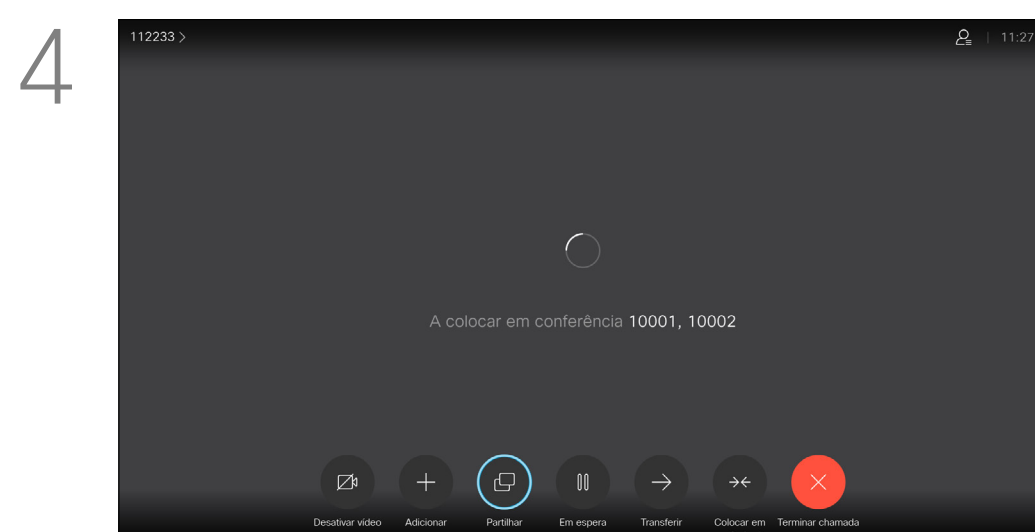 4
112233 >
11:27
A colocar em conferência 10001, 10002
Desativar vídeo Adicionar Partilhar Em espera Transferir Colocar em Terminar chamada